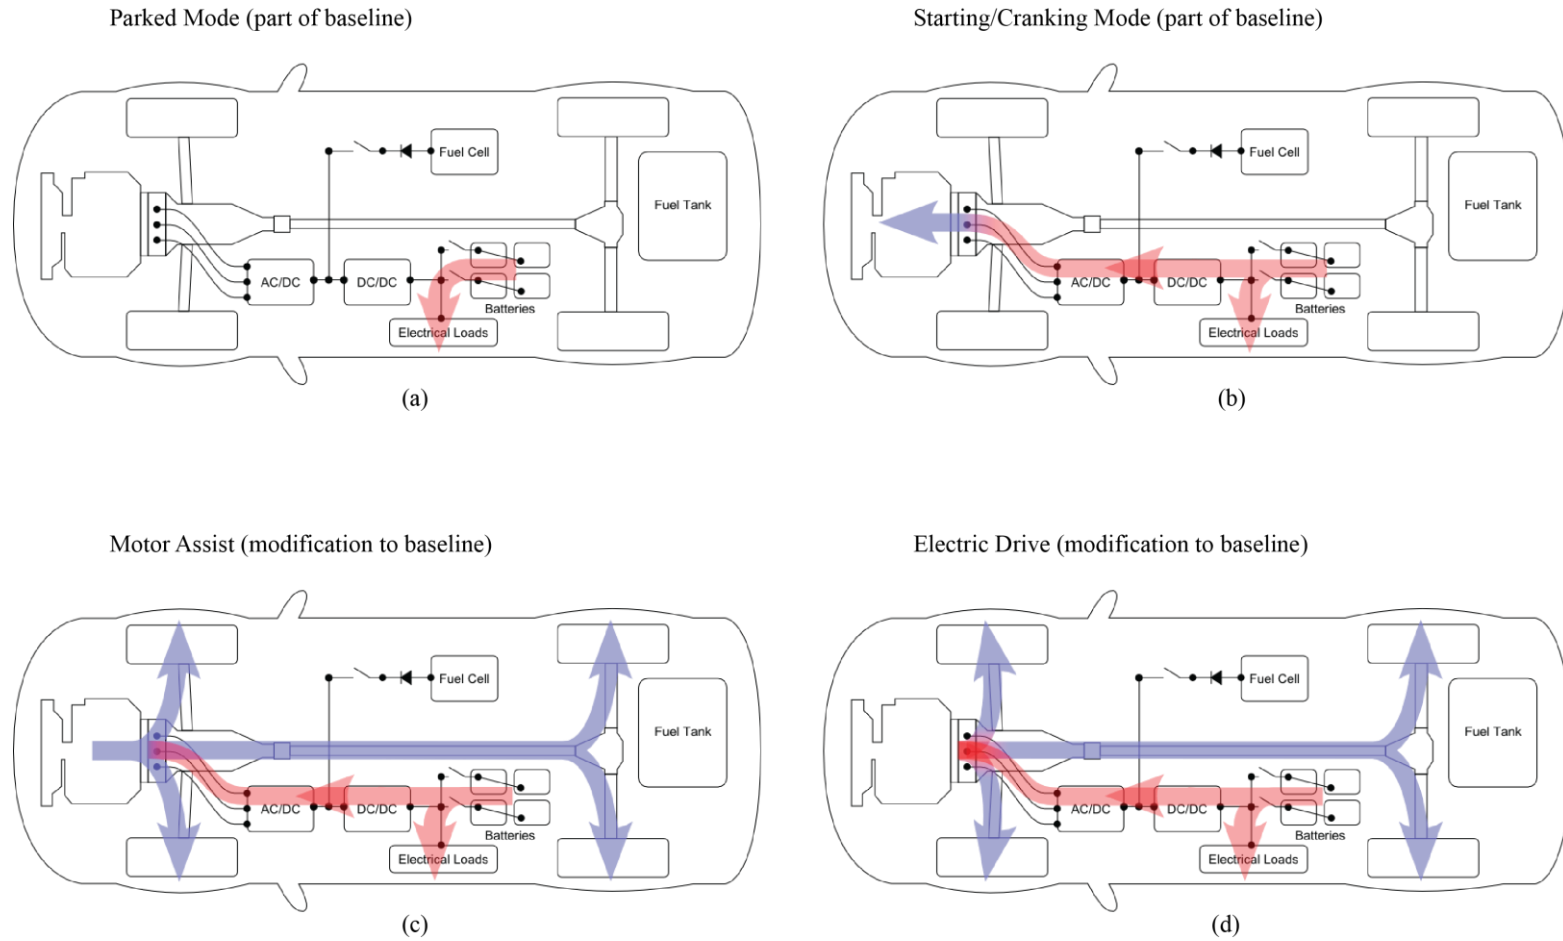 Parked Mode (part of baseline)
Starting/Cranking Mode (part of baseline)
Fuel Cell
Fuel Tank
AC/DC
DC/DC
Batteries
Electrical Loads
(a)
Fuel Cell
Fuel Tank
AC/DC
DC/DC
Batteries
Electrical Loads
(b)
Motor Assist (modification to baseline)
Electric Drive (modification to baseline)
Fuel Cell
Fuel Tank
AC/DC
DC/DC
Batteries
Electrical Loads
(c)
Fuel Cell
Fuel Tank
AC/DC
DC/DC
Batteries
Electrical Loads
(d)